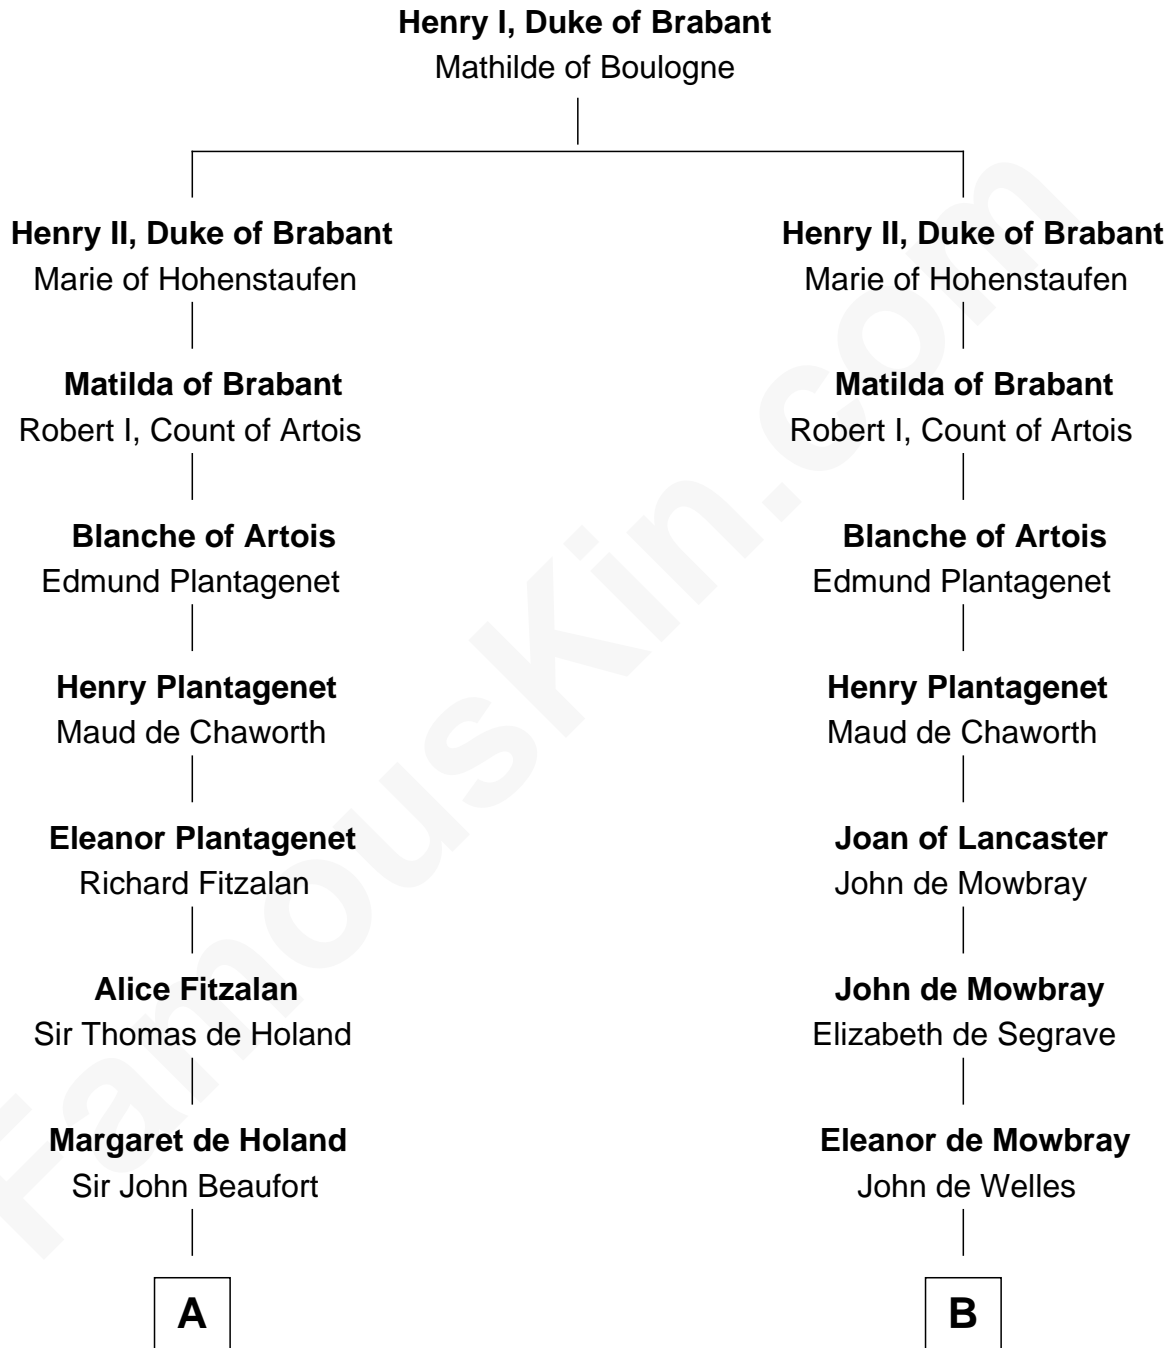 Henry I, Duke of Brabant
Mathilde of Boulogne
Henry II, Duke of Brabant
Marie of Hohenstaufen
Matilda of Brabant
Robert I, Count of Artois
Blanche of Artois
Edmund Plantagenet
Henry Plantagenet
Maud de Chaworth
Eleanor Plantagenet
Richard Fitzalan
Alice Fitzalan
Sir Thomas de Holand
Margaret de Holand
Sir John Beaufort
A
Henry II, Duke of Brabant
Marie of Hohenstaufen
Matilda of Brabant
Robert I, Count of Artois
Blanche of Artois
Edmund Plantagenet
Henry Plantagenet
Maud de Chaworth
Joan of Lancaster
John de Mowbray
John de Mowbray
Elizabeth de Segrave
Eleanor de Mowbray
John de Welles
B
FamousKin.com